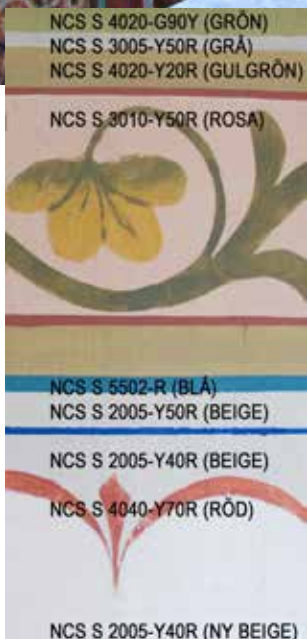 NCS S 4020-G90Y (GRÖN)
NCS S 3005-Y50R (GRÅ)
NCS S 4020-Y20R (GULGRÖN)
NCS S 3010-Y50R (ROSA)
NCS S 5502-R (BLÅ)
NCS S 2005-Y50R (BEIGE)
NCS S 2005-Y40R (BEIGE)
NCS S 4040-Y70R (RÖD)
NCS S 2005-Y40R (NY BEIGE)